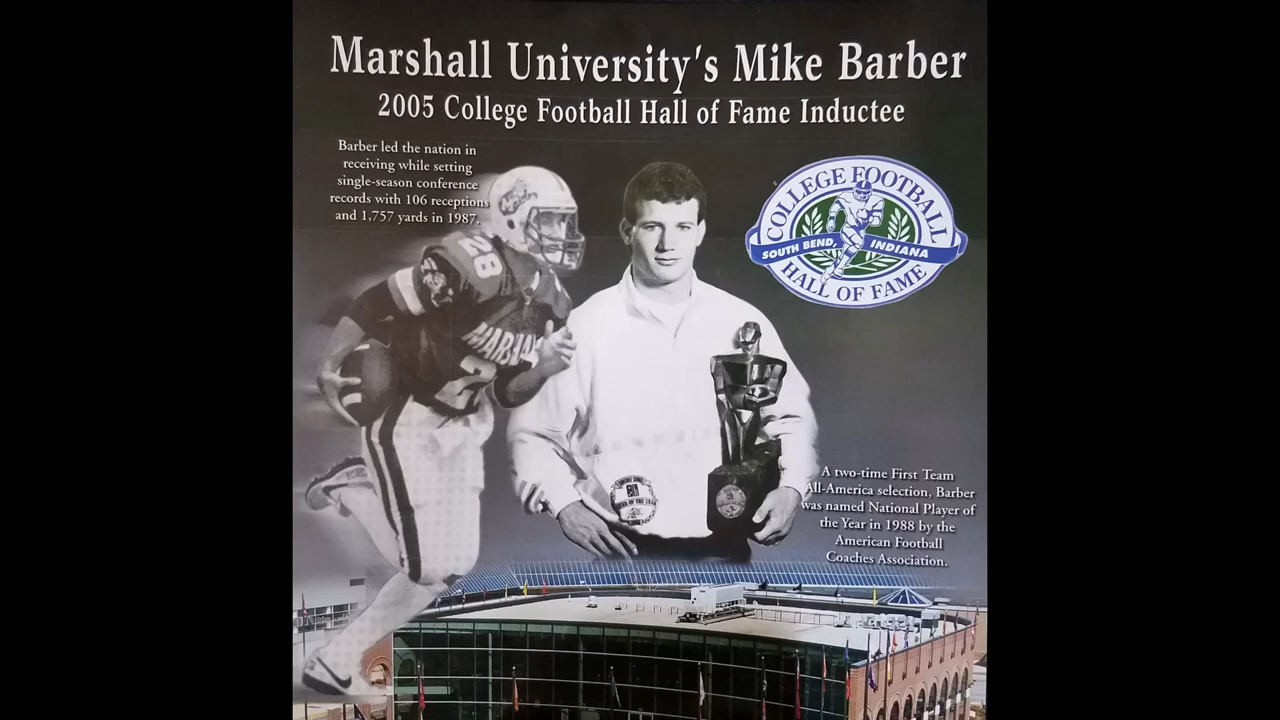 Marshall University's Mike Barber
2005 College Football Hall of Fame Inductee
Barber led the nation in
receiving while setting
single-season conference
records with 106 receptions
and 1,757 yards in 1987.
COLLEGE FOOTBALL
SOUTH BEND, INDIANA
HALL OF FAME
28
MARSHA
2
A two-time First Team
All-America selection, Barber
was named National Player of
the Year in 1988 by the
American Football
Coaches Association.